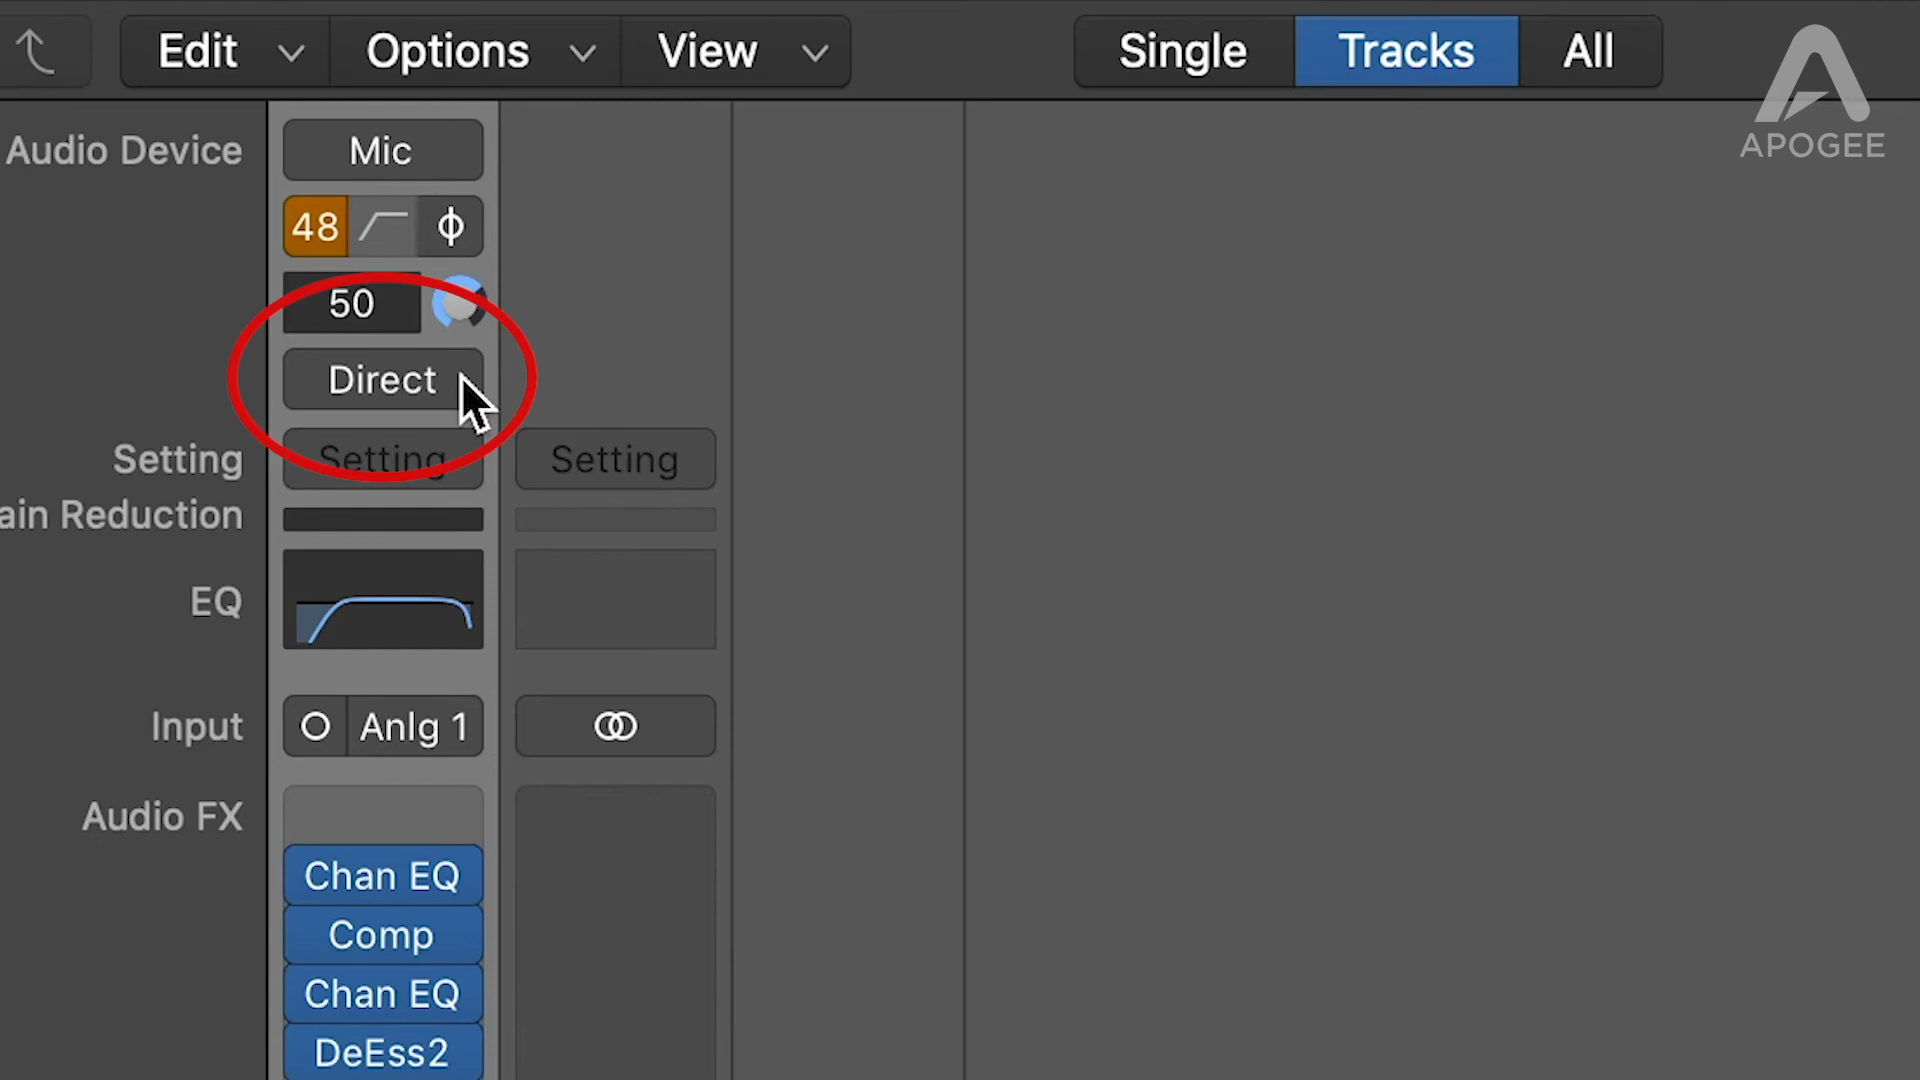 Edit Options View Single Tracks All
APOGEE
Audio Device Mic
48
50
Direct
Setting Setting Setting
ain Reduction
EQ
Input Anlg 1
Audio FX
Chan EQ
Comp
Chan EQ
DeEss2